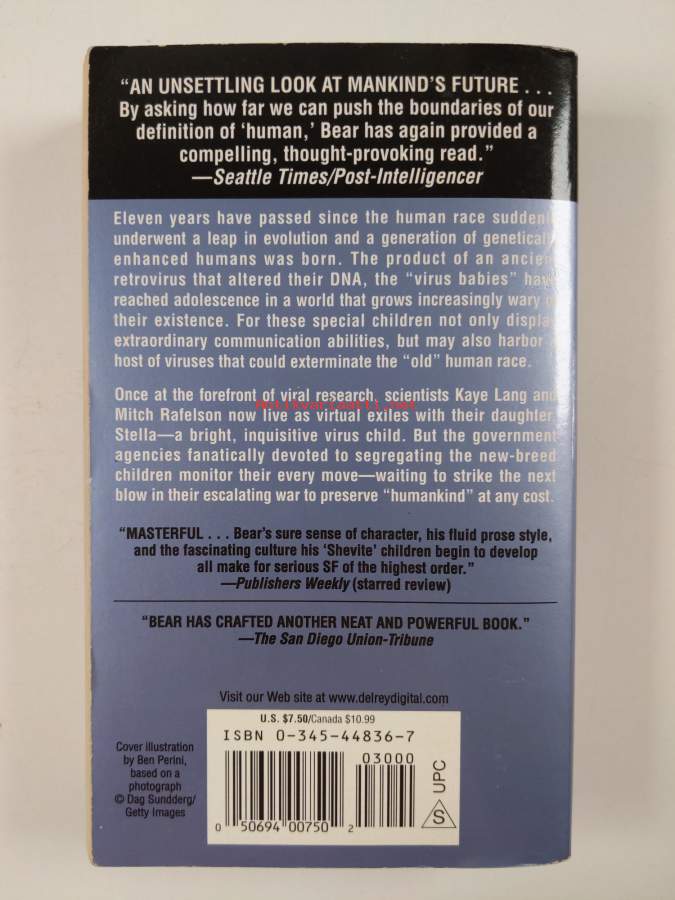 “AN UNSETTLING LOOK AT MANKIND’S FUTURE . . .
By asking how far we can push the boundaries of our
definition of ‘human,’ Bear has again provided a
compelling, thought-provoking read.”
—Seattle Times/Post-Intelligencer
Eleven years have passed since the human race
underwent a leap in evolution and a generation of
enhanced humans was born. The product of an
retrovirus that altered their DNA, the “virus babies”
reached adolescence in a world that grows increasingly wary
their existence. For these special children not only
extraordinary communication abilities, but may also harbor
host of viruses that could exterminate the “old” human race.
Once at the forefront of viral research, scientists Kaye Lang and
Mitch Rafelson now live as virtual exiles with their daughter,
Stella—a bright, inquisitive virus child. But the government
agencies fanatically devoted to segregating the new-breed
children monitor their every move—waiting to strike the next
blow in their escalating war to preserve “humankind” at any cost.
Antikvariaatti.net
“MASTERFUL . . . Bear’s sure sense of character, his fluid prose style,
and the fascinating culture his ‘Shevite’ children begin to develop
all make for serious SF of the highest order.”
—Publishers Weekly (starred review)
“BEAR HAS CRAFTED ANOTHER NEAT AND POWERFUL BOOK.”
—The San Diego Union-Tribune
Visit our Web site at www.delreydigital.com
U.S. $7.50/Canada $10.99
ISBN 0-345-44836-7
03000
Cover illustration
by Ben Perini,
based on a
photograph
© Dag Sundderg/
Getty Images
0 50694 00750 2
S UPC